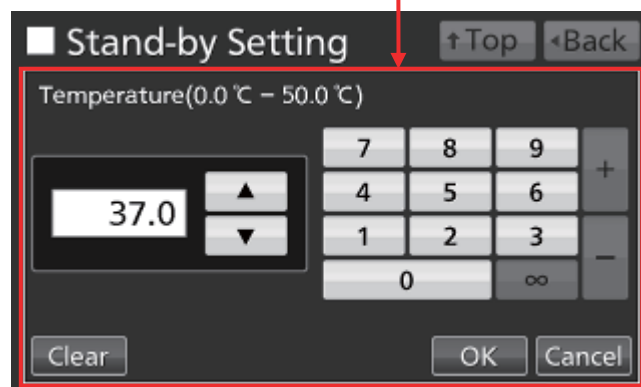 ■ Stand-by Setting ↑Top ◂Back
Temperature(0.0 ℃ – 50.0 ℃)
7 8 9 +
37.0 ▲ 4 5 6
▼ 1 2 3 −
0 ∞
Clear OK Cancel